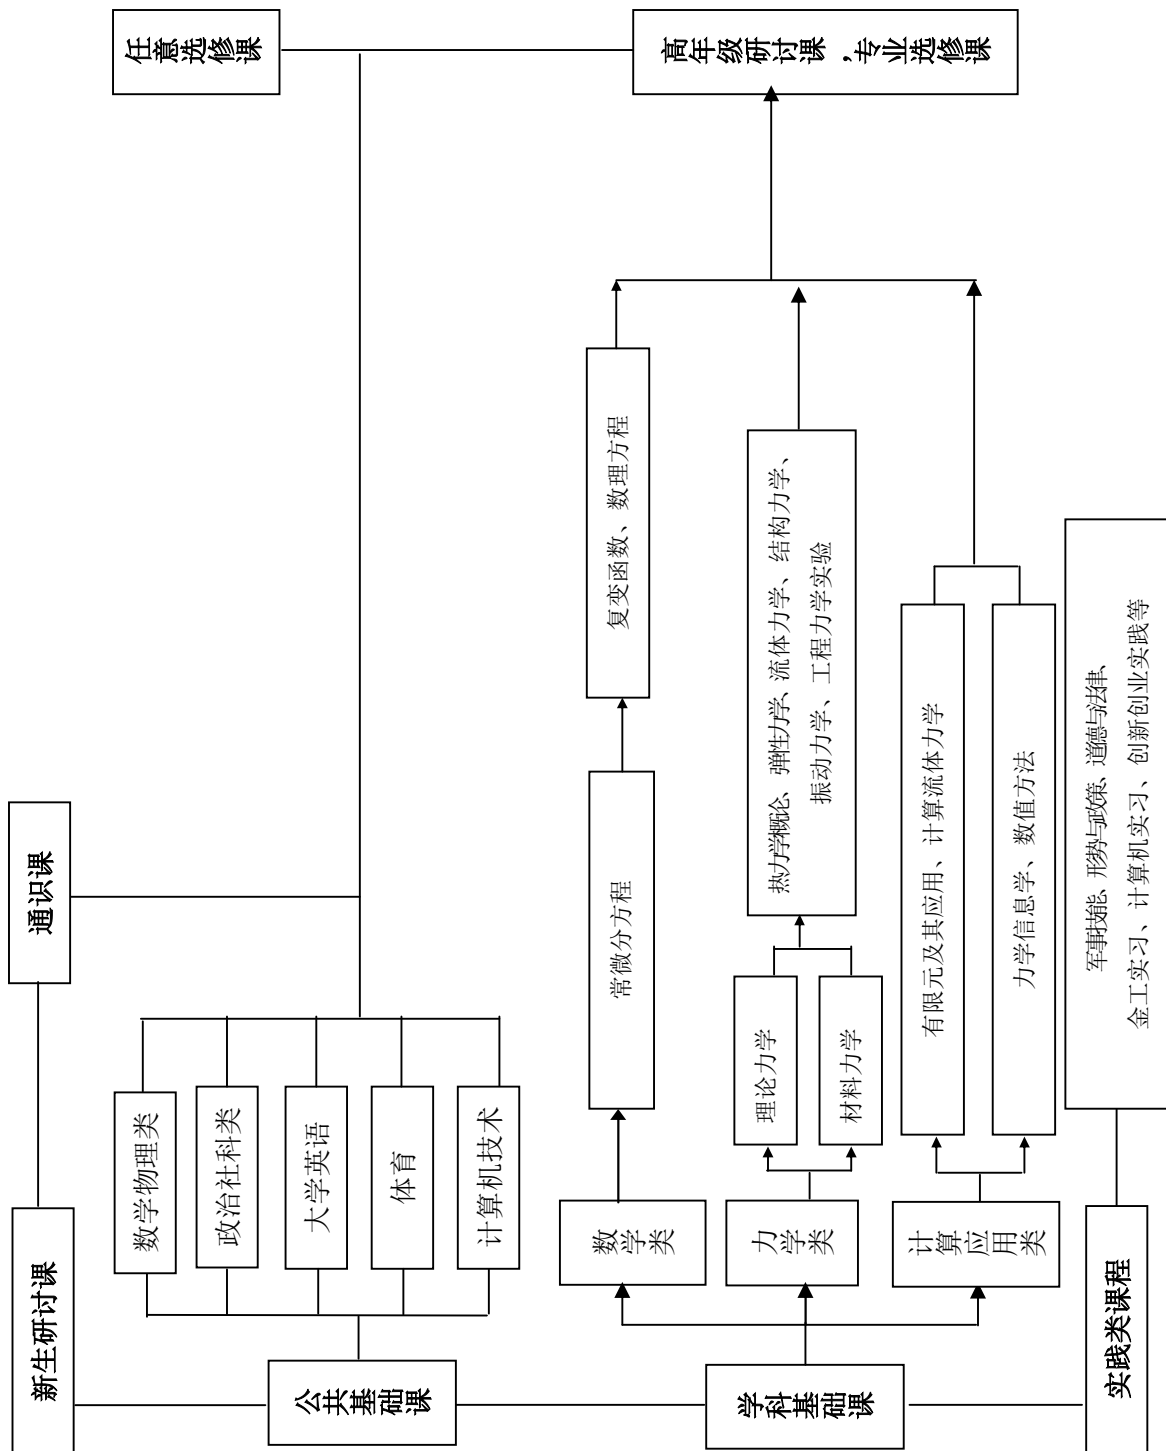 任意选修课
高年级研讨课，专业选修课
通识课
新生研讨课
数学物理类
政治社科类
大学英语
体育
计算机技术
公共基础课
复变函数、数理方程
常微分方程
数学类
热力学概论、弹性力学、流体力学、结构力学、
振动力学、工程力学实验
理论力学
材料力学
力学类
有限元及其应用、计算流体力学
力学信息学、数值方法
计算应用类
学科基础课
军事技能、形势与政策、道德与法律、
金工实习、计算机实习、创新创业实践等
实践类课程